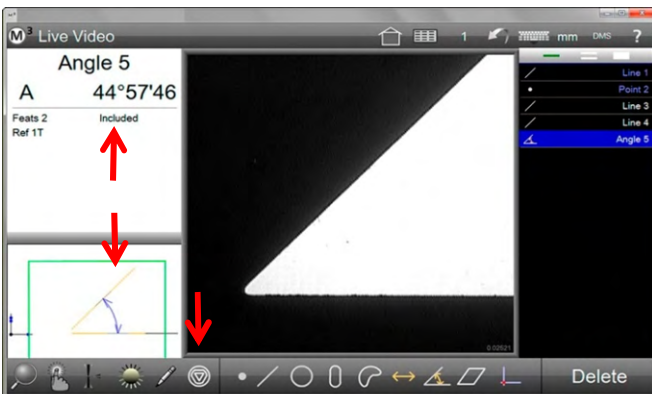 M³ Live Video
1 mm DMS ?
Angle 5
A 44°57'46
Feats 2 Included
Ref 1T
Line 1
Point 2
Line 3
Line 4
Angle 5
0.02921
Delete